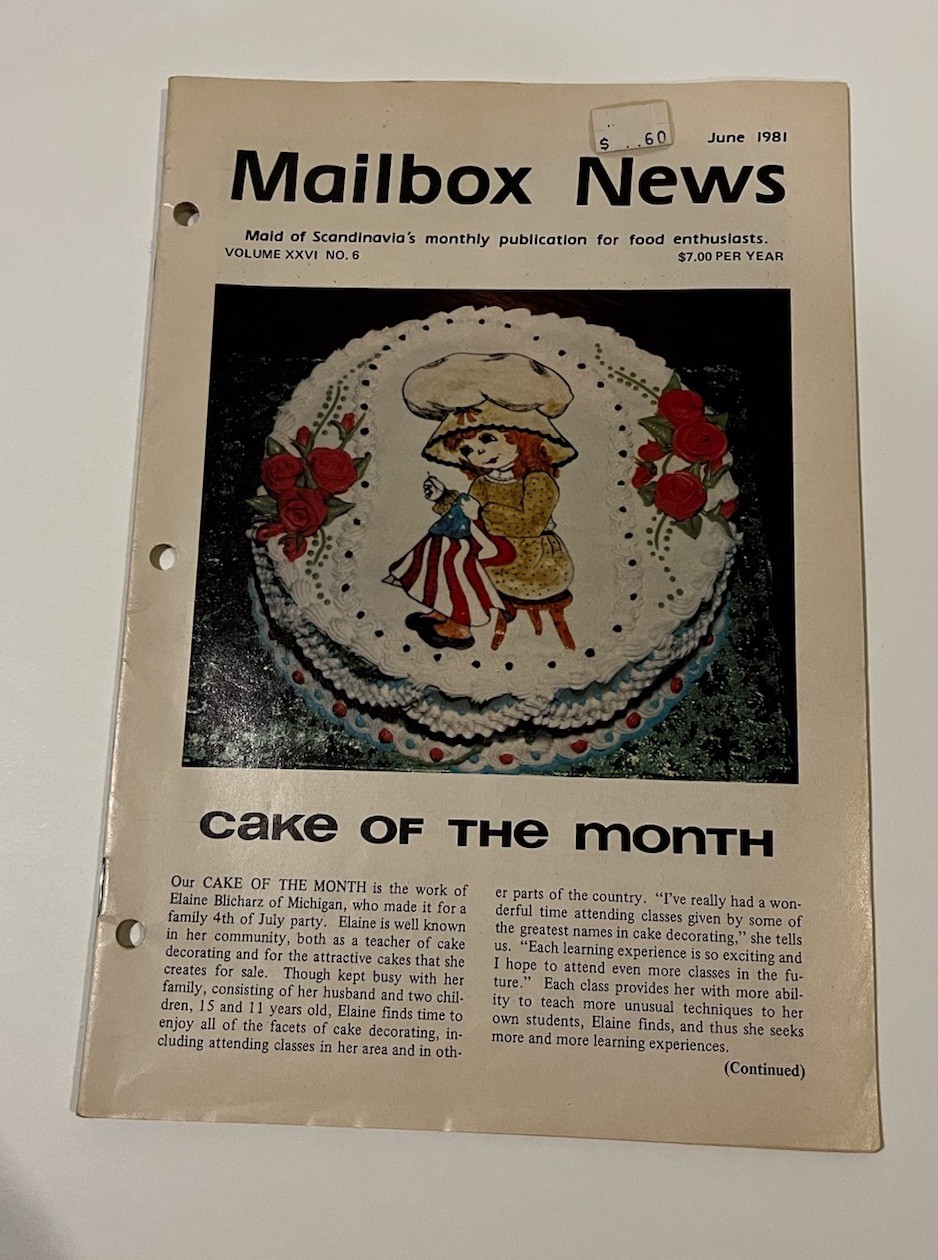 $ ..60
June 1981
Mailbox News
Maid of Scandinavia's monthly publication for food enthusiasts.
VOLUME XXVI NO. 6
$7.00 PER YEAR
cake OF THE month
Our CAKE OF THE MONTH is the work of
Elaine Blicharz of Michigan, who made it for a
family 4th of July party. Elaine is well known
in her community, both as a teacher of cake
decorating and for the attractive cakes that she
creates for sale. Though kept busy with her
family, consisting of her husband and two chil-
dren, 15 and 11 years old, Elaine finds time to
enjoy all of the facets of cake decorating, in-
cluding attending classes in her area and in oth-
er parts of the country. "I've really had a won-
derful time attending classes given by some of
the greatest names in cake decorating," she tells
us. "Each learning experience is so exciting and
I hope to attend even more classes in the fu-
ture." Each class provides her with more abil-
ity to teach more unusual techniques to her
own students, Elaine finds, and thus she seeks
more and more learning experiences.
(Continued)